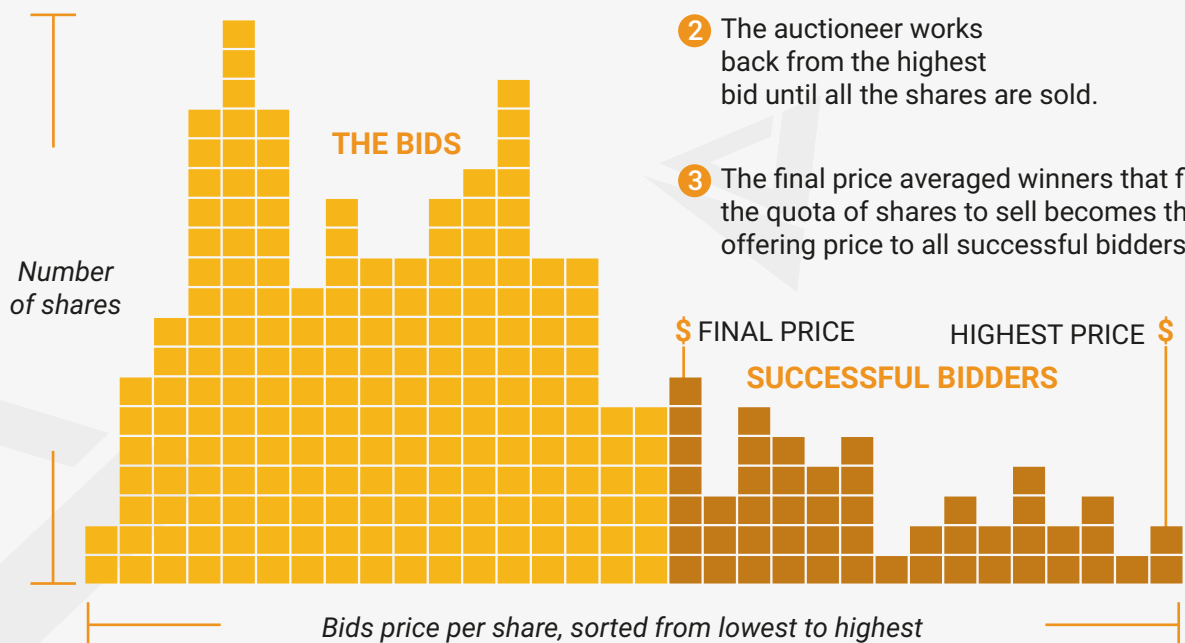 2 The auctioneer works
back from the highest
bid until all the shares are sold.
THE BIDS
3 The final price averaged winners that f
the quota of shares to sell becomes th
offering price to all successful bidders
Number
of shares
$ FINAL PRICE
HIGHEST PRICE $
SUCCESSFUL BIDDERS
Bids price per share, sorted from lowest to highest